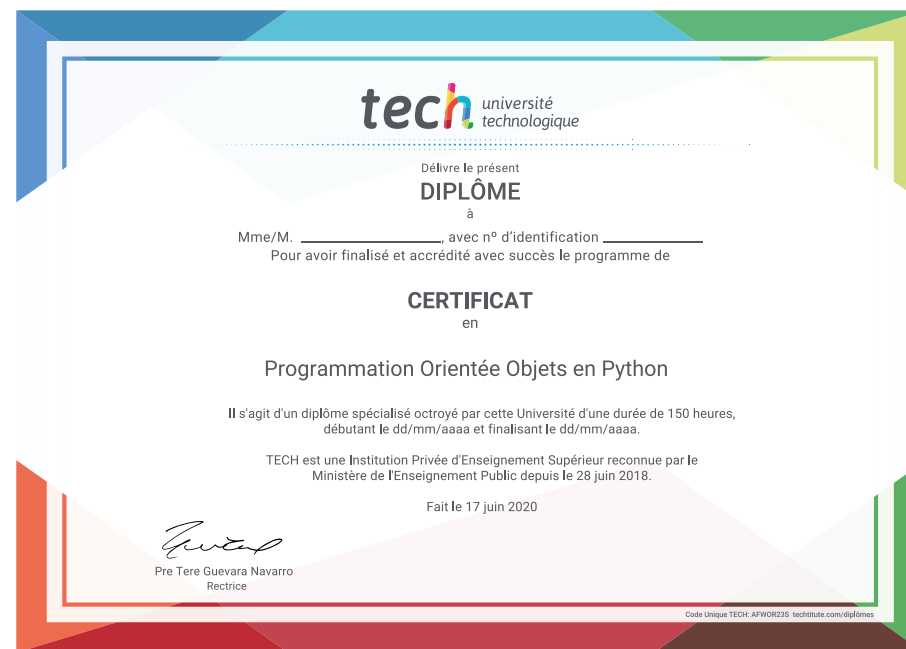 tech université
technologique
Délivre le présent
DIPLÔME
à
Mme/M. ____________________, avec nº d'identification ______________
Pour avoir finalisé et accrédité avec succès le programme de
CERTIFICAT
en
Programmation Orientée Objets en Python
Il s'agit d'un diplôme spécialisé octroyé par cette Université d'une durée de 150 heures,
débutant le dd/mm/aaaa et finalisant le dd/mm/aaaa.
TECH est une Institution Privée d'Enseignement Supérieur reconnue par le
Ministère de l'Enseignement Public depuis le 28 juin 2018.
Fait le 17 juin 2020
Pre Tere Guevara Navarro
Rectrice
Code Unique TECH: AFWOR23S techtitute.com/diplômes